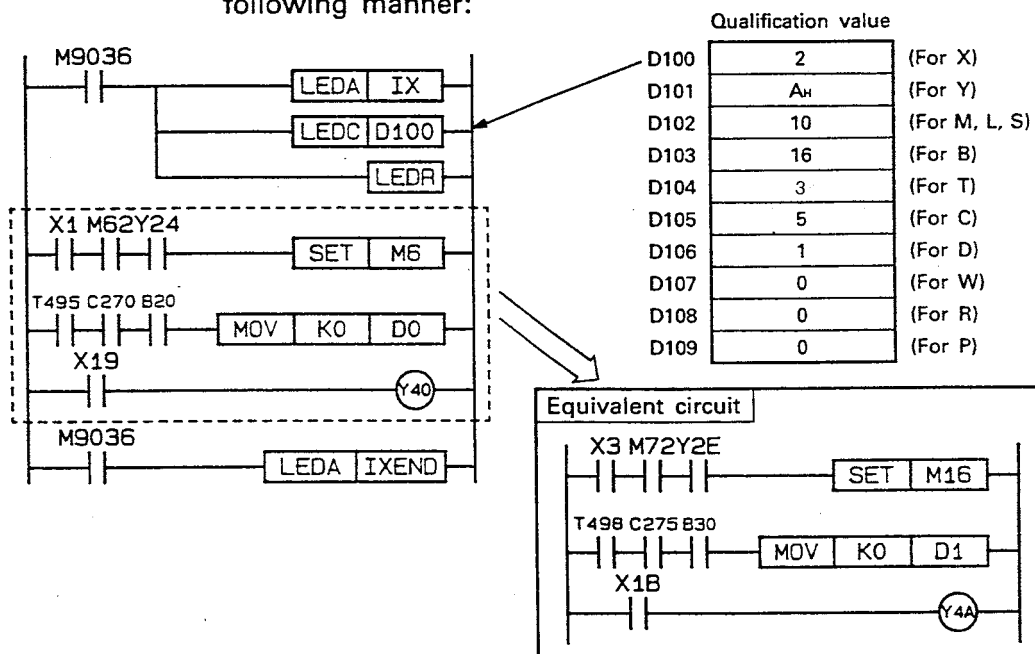 following manner:
Qualification value
M9036
LEDA IX
LEDC D100
LEDR
D100 2 (For X)
D101 AH (For Y)
D102 10 (For M, L, S)
D103 16 (For B)
D104 3 (For T)
D105 5 (For C)
D106 1 (For D)
D107 0 (For W)
D108 0 (For R)
D109 0 (For P)
X1 M62Y24
SET M6
T495 C270 B20
MOV K0 D0
X19
Y40
M9036
LEDA IXEND
Equivalent circuit
X3 M72Y2E
SET M16
T498 C275 B30
MOV K0 D1
X1B
Y4A